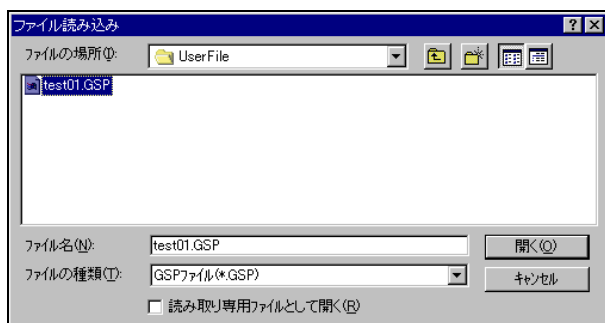 ファイル読み込み
ファイルの場所(I): UserFile
test01.GSP
ファイル名(N): test01.GSP 開く(O)
ファイルの種類(T): GSPファイル(*.GSP) キャンセル
読み取り専用ファイルとして開く(R)